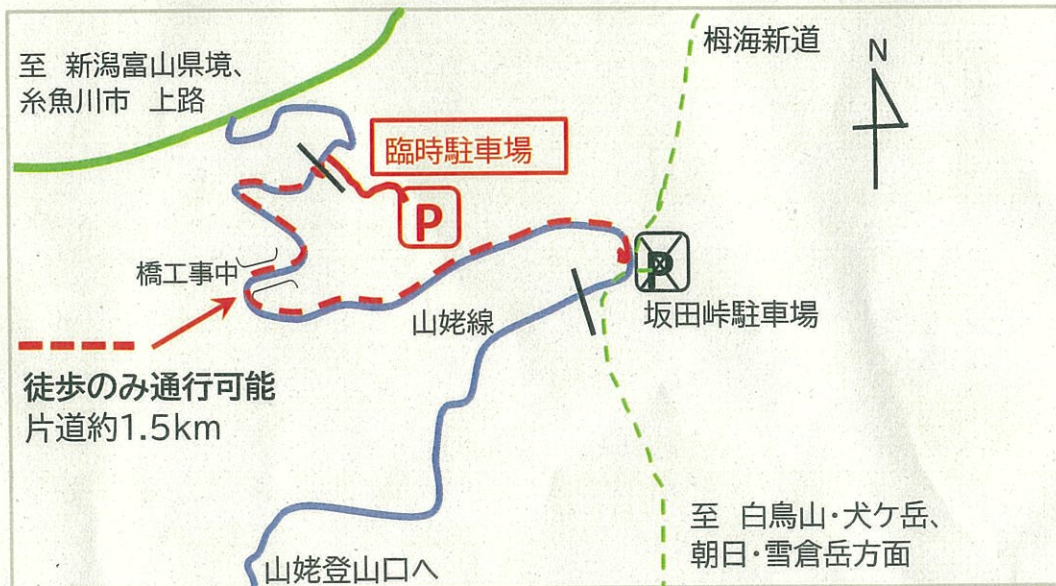 至 新潟富山県境、
糸魚川市 上路
栂海新道
N
臨時駐車場
P
橋工事中
山姥線
坂田峠駐車場
徒歩のみ通行可能
片道約1.5km
至 白鳥山・犬ケ岳、
朝日・雪倉岳方面
山姥登山口へ